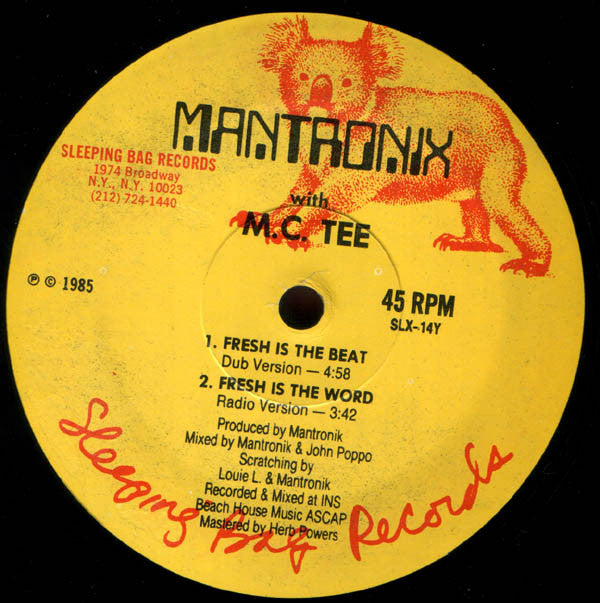 MANTRONIX
SLEEPING BAG RECORDS
1974 Broadway
N.Y., N.Y. 10023
(212) 724-1440
with
M.C. TEE
℗ © 1985
45 RPM
SLX-14Y
1. FRESH IS THE BEAT
Dub Version — 4:58
2. FRESH IS THE WORD
Radio Version — 3:42
Produced by Mantronik
Mixed by Mantronik & John Poppo
Scratching by
Louie L. & Mantronik
Recorded & Mixed at INS
Beach House Music ASCAP
Mastered by Herb Powers
Sleeping Bag Records